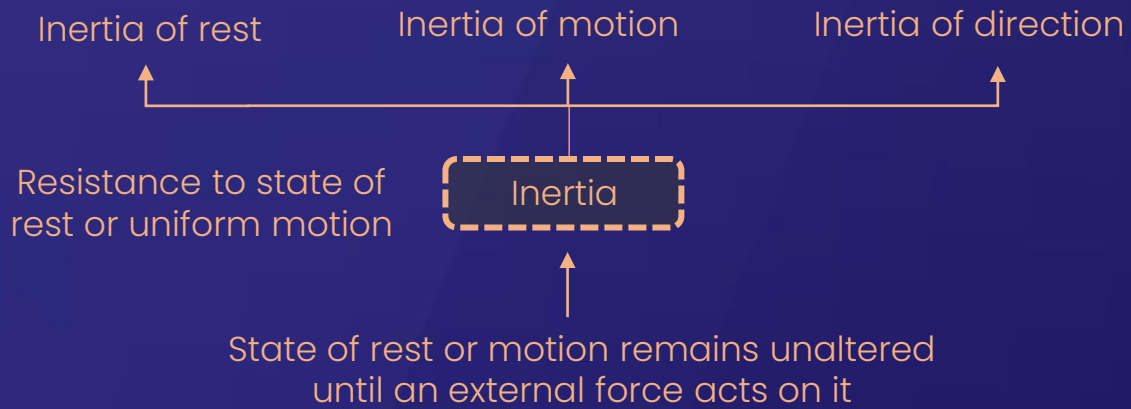 Inertia of rest
Inertia of motion
Inertia of direction
Resistance to state of
rest or uniform motion
Inertia
State of rest or motion remains unaltered
until an external force acts on it